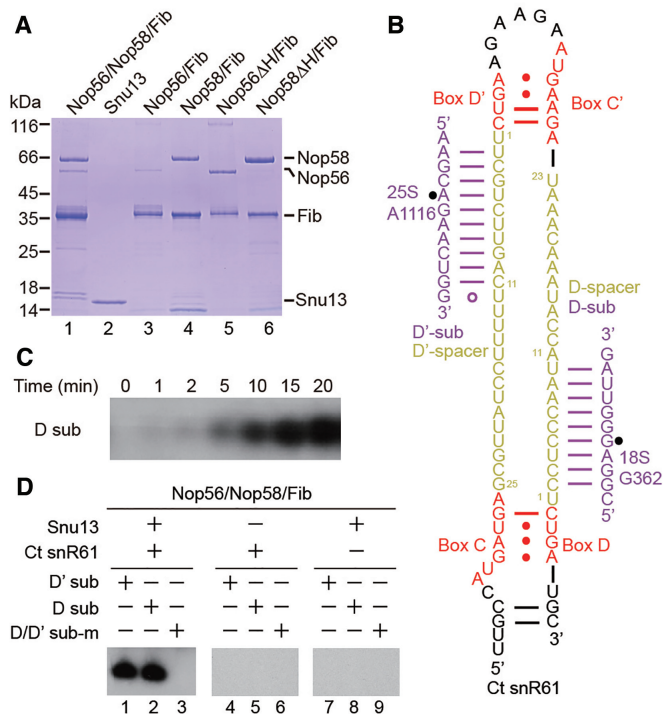 A
Nop56/Nop58/Fib
Snu13
Nop56/Fib
Nop58/Fib
Nop56ΔH/Fib
Nop58ΔH/Fib
kDa
116
66
45
35
25
18
14
Nop58
Nop56
Fib
Snu13
1 2 3 4 5 6
B
Box D'
Box C'
5'
AAGCAGAACUGG
3'
25S
A1116
D'-sub
D'-spacer
1
11
25
23
11
1
D-spacer
D-sub
3'
GAUUGGGAGGC
5'
18S
G362
Box C
Box D
5'
3'
Ct snR61
C
Time (min) 0 1 2 5 10 15 20
D sub
D
Nop56/Nop58/Fib
Snu13 + − +
Ct snR61 + + −
D' sub + − − + − − + − −
D sub − + − − + − − + −
D/D' sub-m − − + − − + − − +
1 2 3 4 5 6 7 8 9